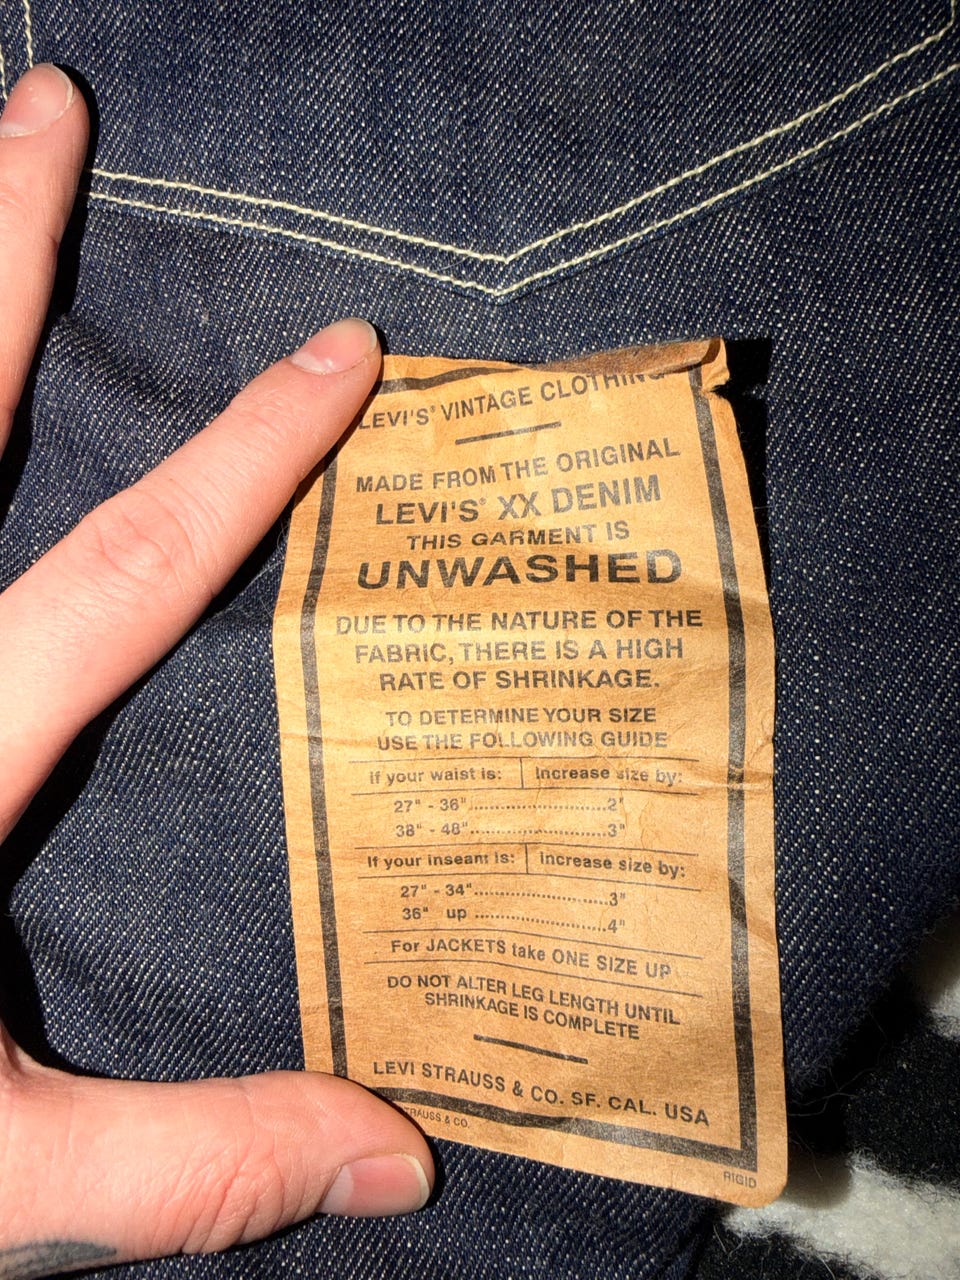 LEVI'S® VINTAGE CLOTHING
MADE FROM THE ORIGINAL
LEVI'S® XX DENIM
THIS GARMENT IS
UNWASHED
DUE TO THE NATURE OF THE
FABRIC, THERE IS A HIGH
RATE OF SHRINKAGE.
TO DETERMINE YOUR SIZE
USE THE FOLLOWING GUIDE
If your waist is: Increase size by:
27" - 36"..............................2"
38" - 48"..............................3"
If your inseam is: Increase size by:
27" - 34"..............................3"
36" up ..............................4"
For JACKETS take ONE SIZE UP
DO NOT ALTER LEG LENGTH UNTIL
SHRINKAGE IS COMPLETE
LEVI STRAUSS & CO. SF. CAL. USA
TRAUSS & CO.
RIGID